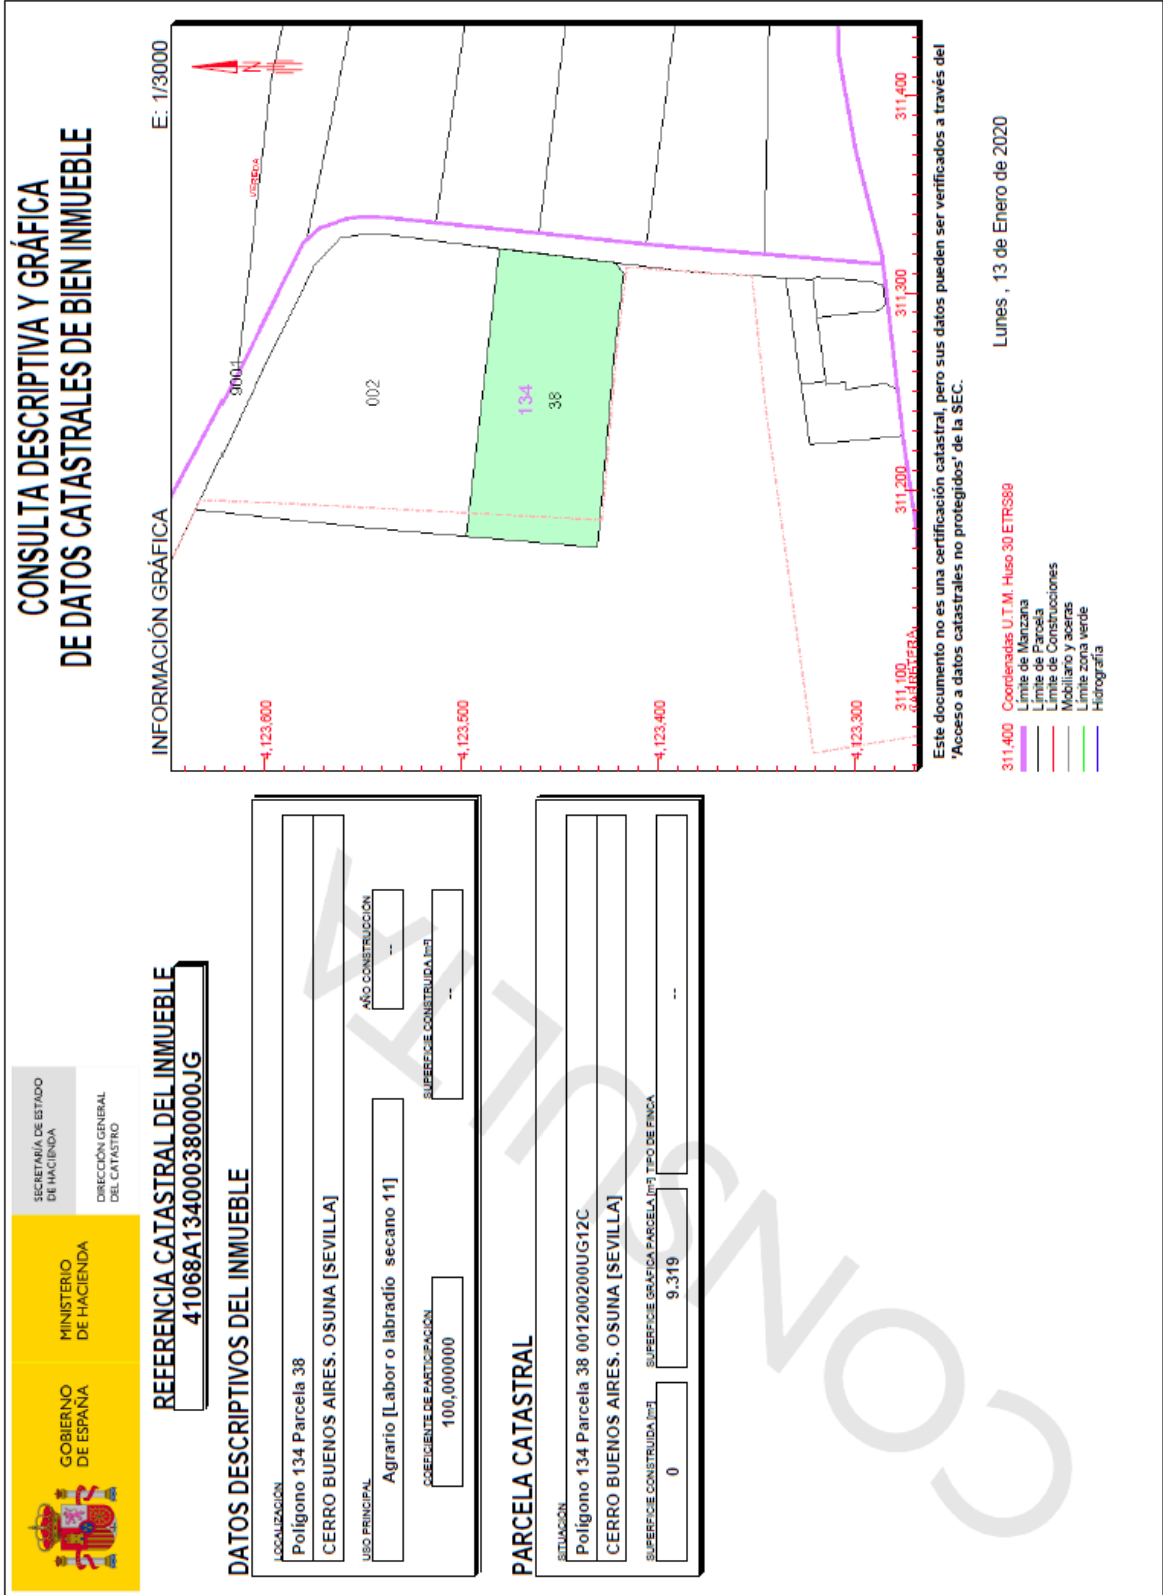 GOBIERNO
DE ESPAÑA
MINISTERIO
DE HACIENDA
SECRETARÍA DE ESTADO
DE HACIENDA
DIRECCIÓN GENERAL
DEL CATASTRO
CONSULTA DESCRIPTIVA Y GRÁFICA
DE DATOS CATASTRALES DE BIEN INMUEBLE
REFERENCIA CATASTRAL DEL INMUEBLE
41068A134000380000JG
DATOS DESCRIPTIVOS DEL INMUEBLE
LOCALIZACIÓN
Polígono 134 Parcela 38
CERRO BUENOS AIRES. OSUNA [SEVILLA]
USO PRINCIPAL
Agrario [Labor o labradío secano 11]
AÑO CONSTRUCCIÓN
--
COEFICIENTE DE PARTICIPACIÓN
100,000000
SUPERFICIE CONSTRUIDA [m²]
--
PARCELA CATASTRAL
SITUACIÓN
Polígono 134 Parcela 38 001200200UG12C
CERRO BUENOS AIRES. OSUNA [SEVILLA]
SUPERFICIE CONSTRUIDA [m²]
0
SUPERFICIE GRÁFICA PARCELA [m²]
9.319
TIPO DE FINCA
--
CONSULTA
INFORMACIÓN GRÁFICA
E: 1/3000
N
VEREDA
9001
002
134
38
4,123,600
4,123,500
4,123,400
4,123,300
311,100
311,200
311,300
311,400
CARRETERA
Este documento no es una certificación catastral, pero sus datos pueden ser verificados a través del
'Acceso a datos catastrales no protegidos' de la SEC.
311,400 Coordenadas U.T.M. Huso 30 ETRS89
Límite de Manzana
Límite de Parcela
Límite de Construcciones
Mobiliario y aceras
Límite zona verde
Hidrografía
Lunes , 13 de Enero de 2020